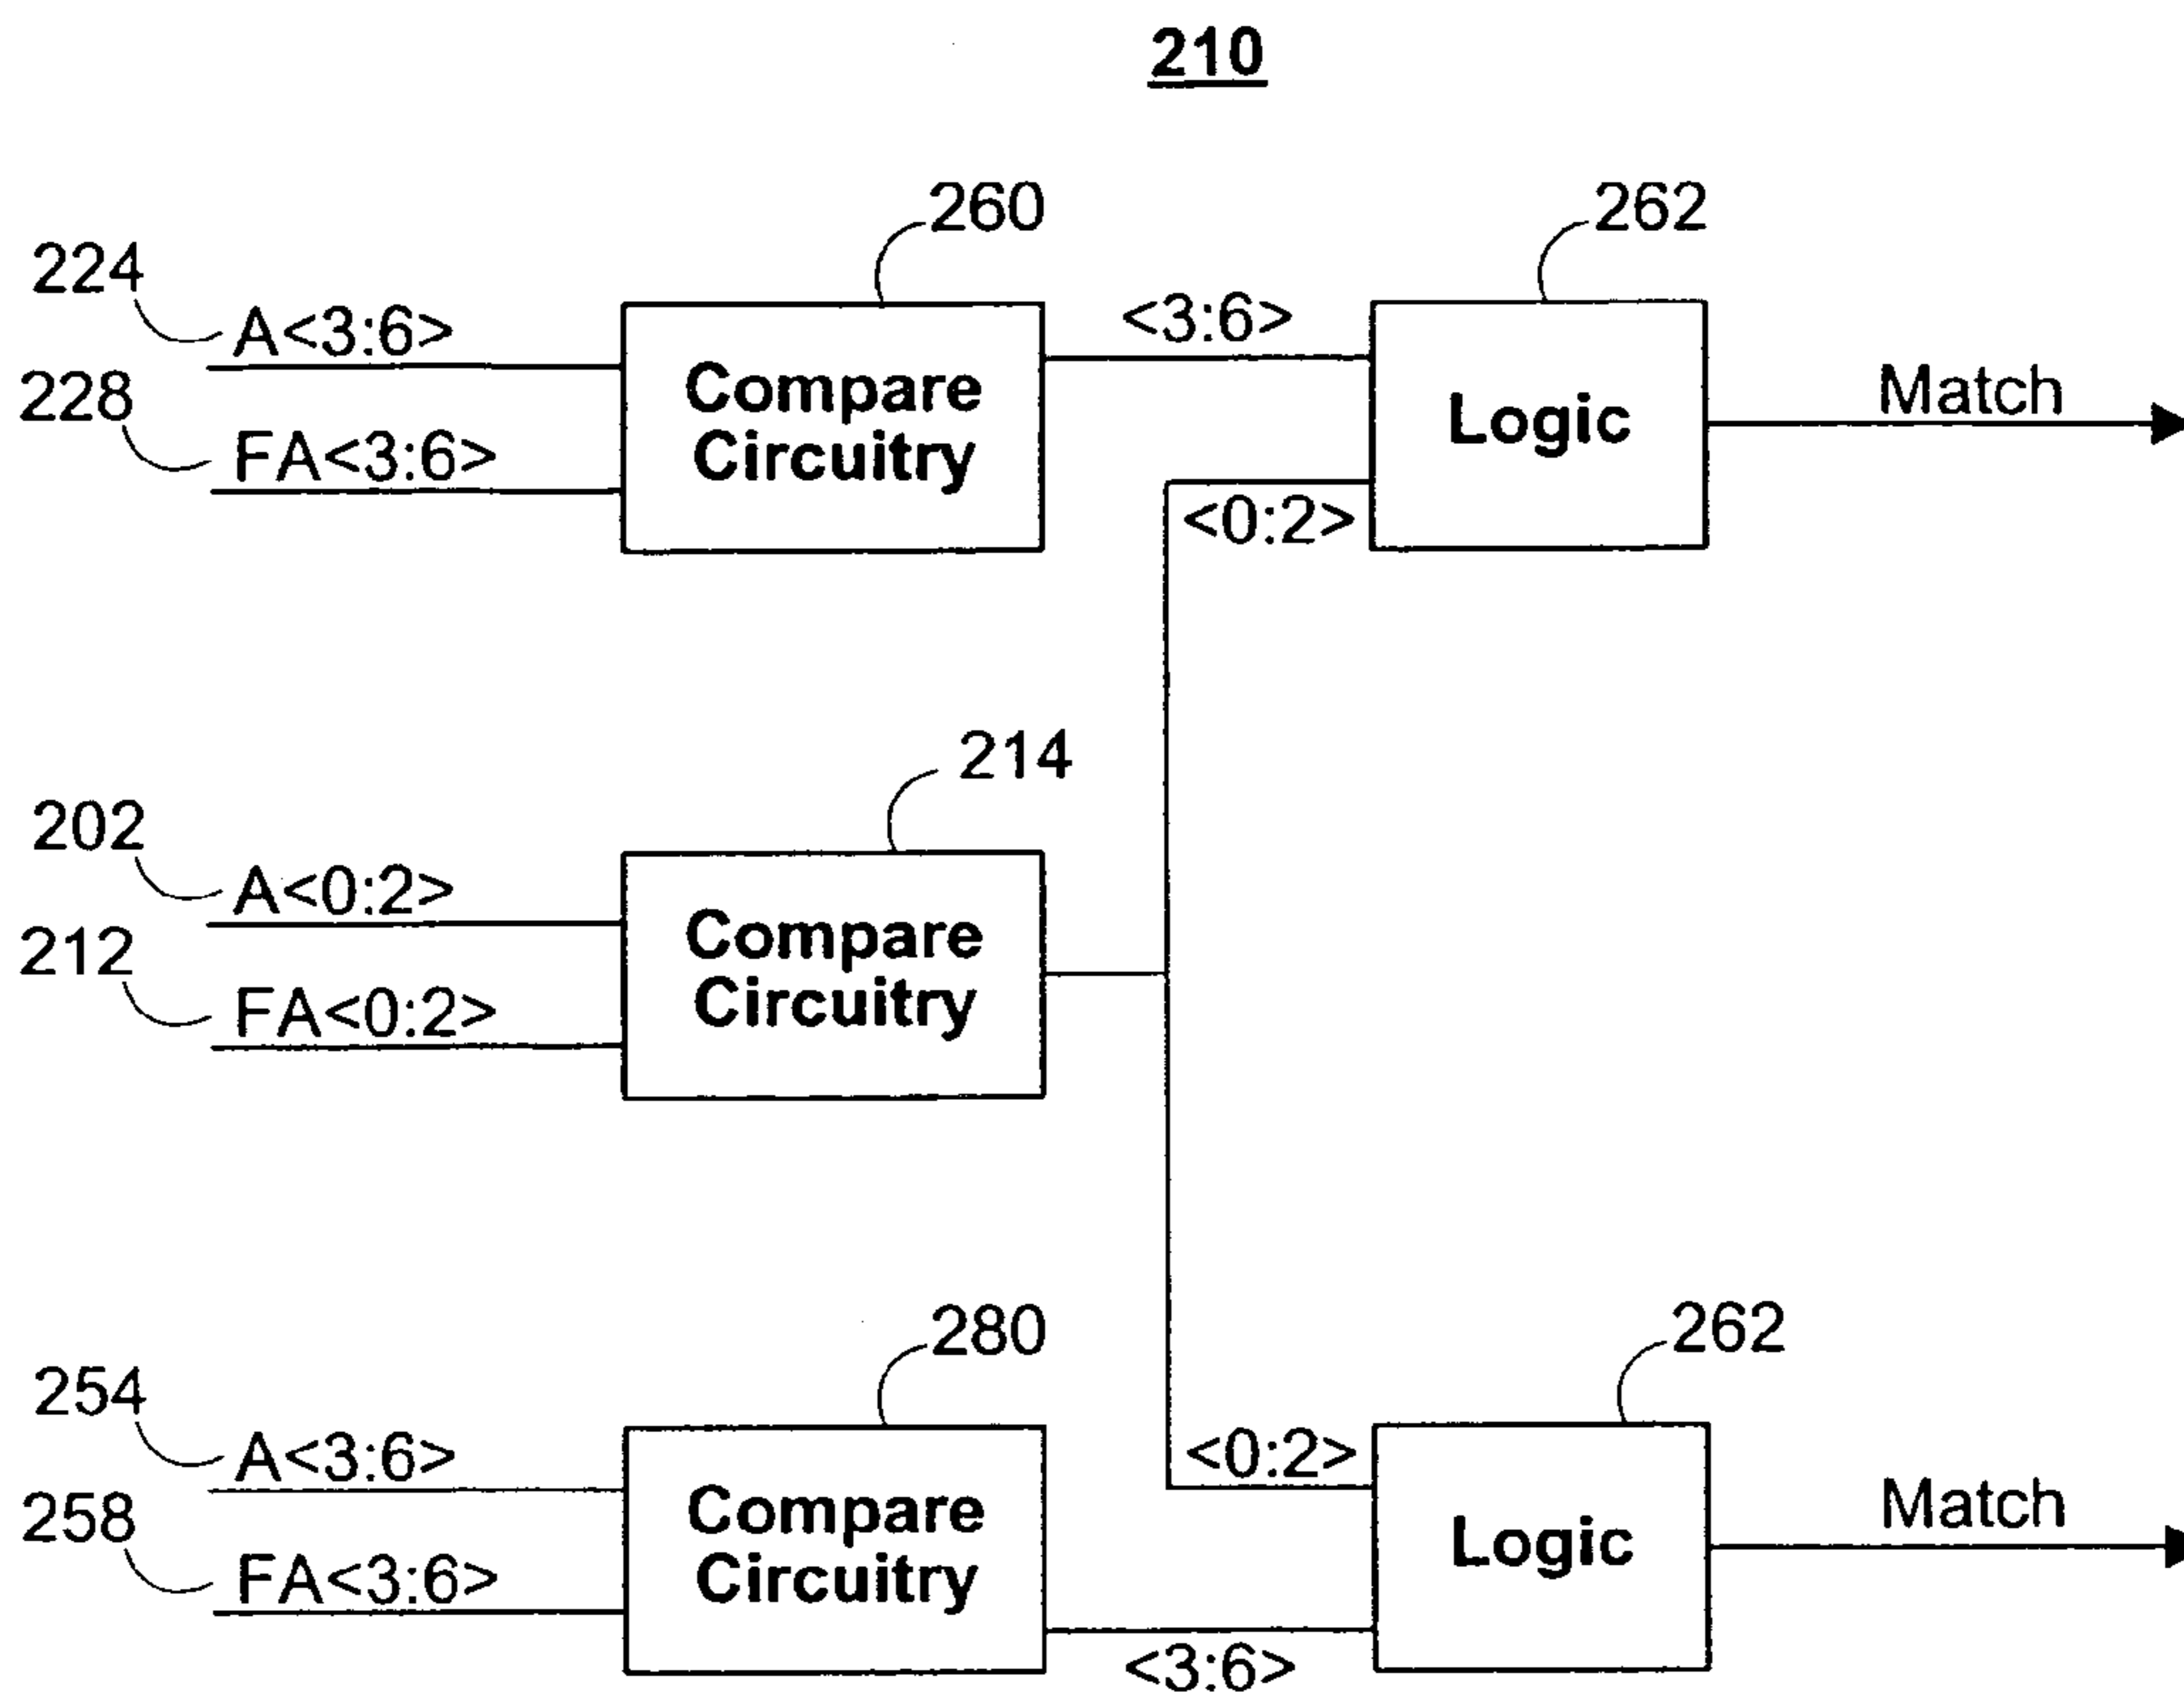 210
260
262
224
A<3:6>
<3:6>
228
FA<3:6>
Compare
Circuitry
Logic
Match
<0:2>
214
202
A<0:2>
212
FA<0:2>
Compare
Circuitry
280
262
254
A<3:6>
<0:2>
258
FA<3:6>
Compare
Circuitry
Logic
Match
<3:6>